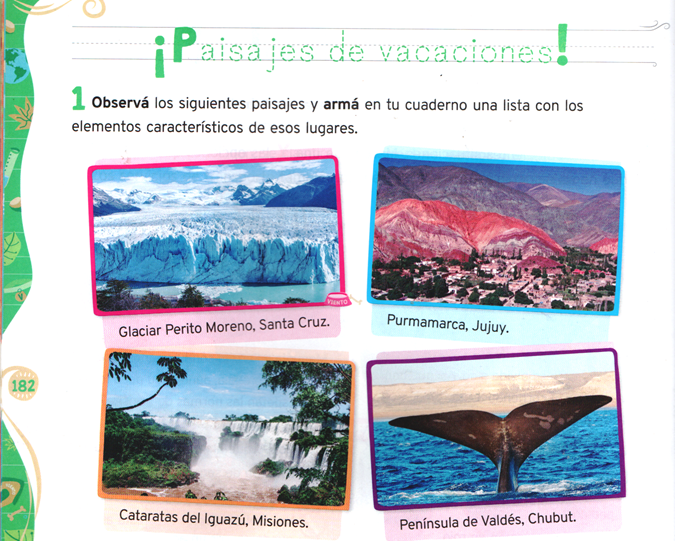 ¡Paisajes de vacaciones!
1 Observá los siguientes paisajes y armá en tu cuaderno una lista con los
elementos característicos de esos lugares.
VIENTO
Glaciar Perito Moreno, Santa Cruz.
Purmamarca, Jujuy.
182
Cataratas del Iguazú, Misiones.
Península de Valdés, Chubut.